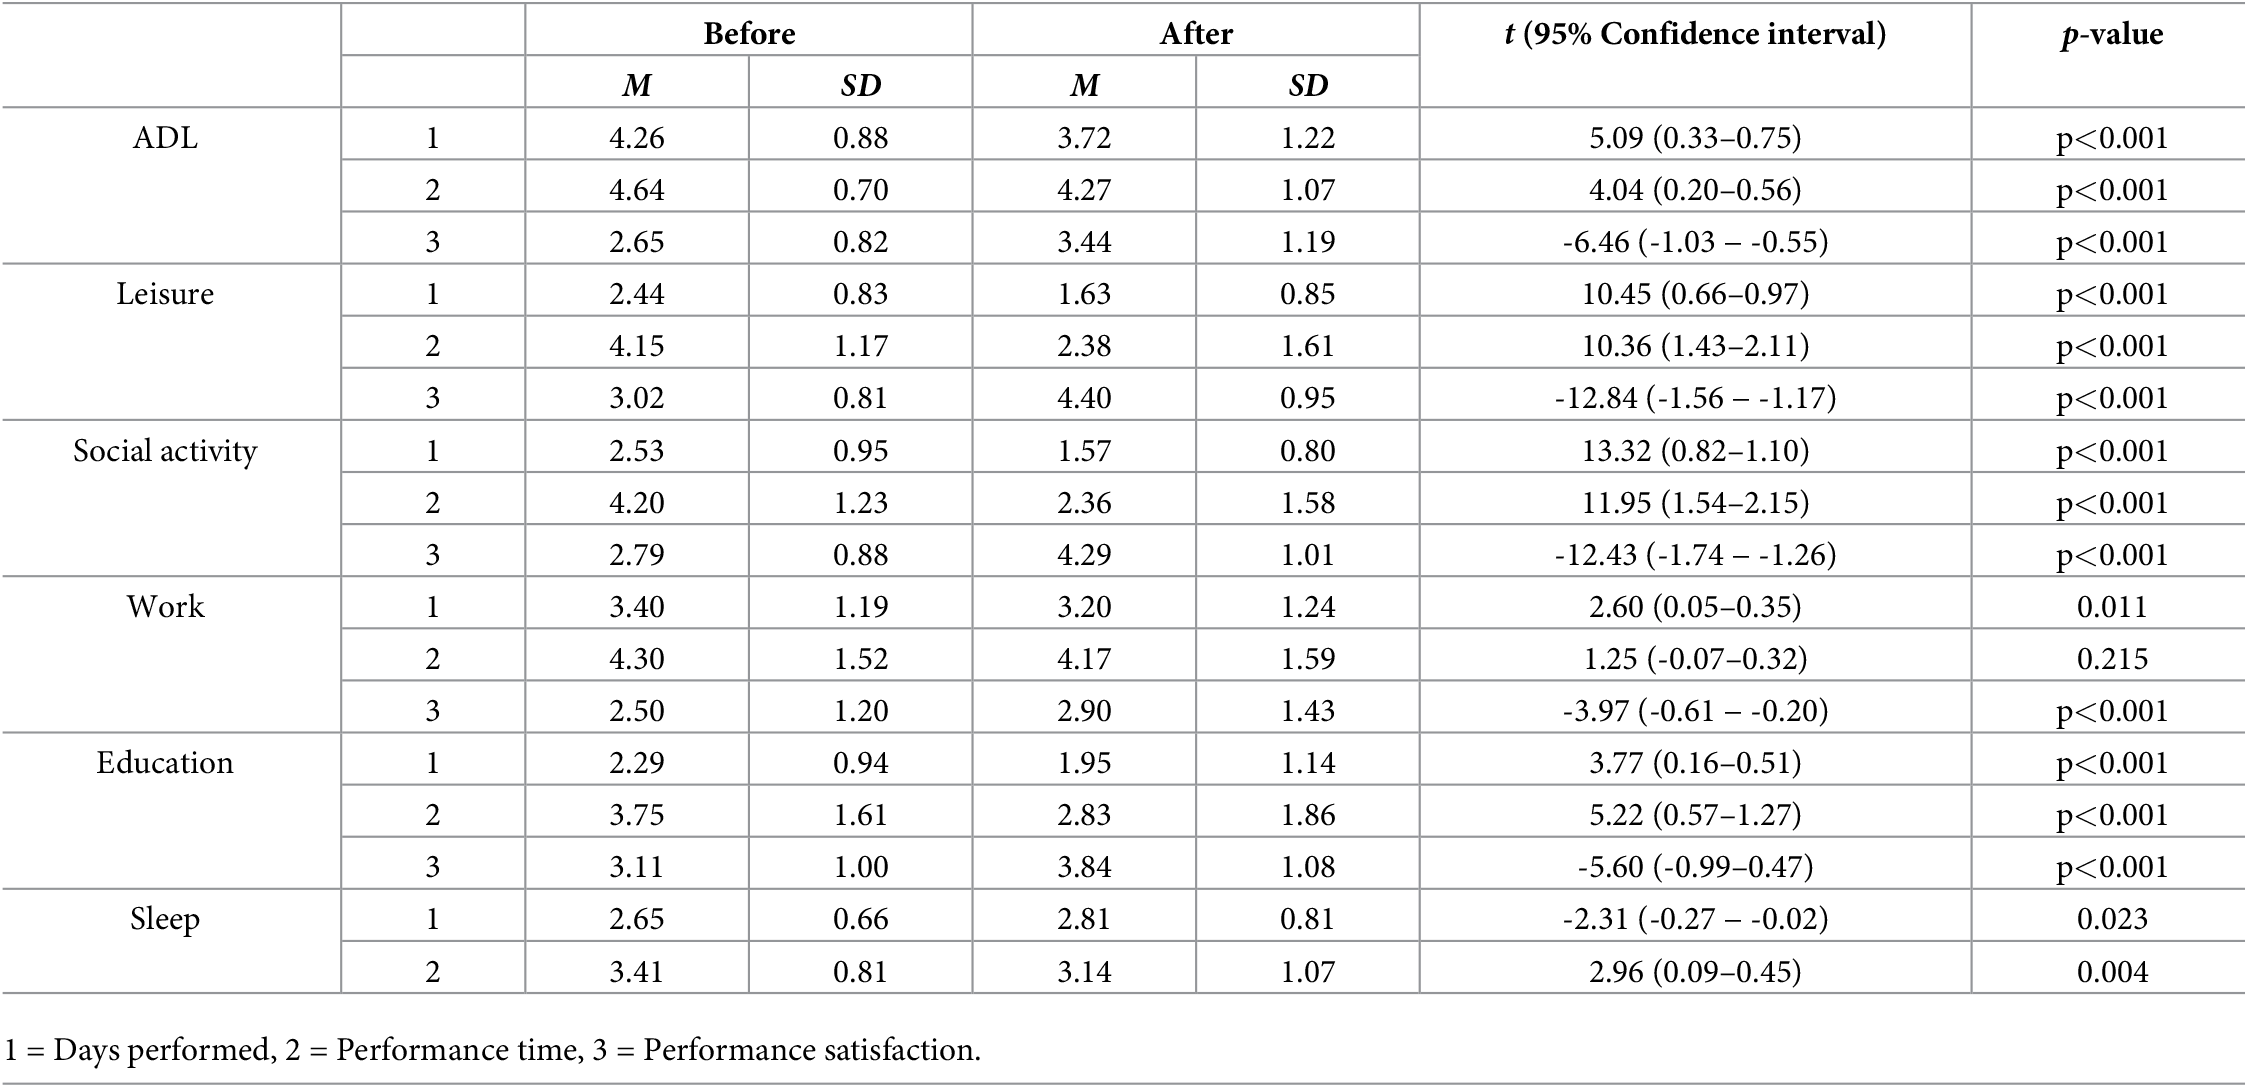 Before After t (95% Confidence interval) p-value
M SD M SD
ADL 1 4.26 0.88 3.72 1.22 5.09 (0.33–0.75) p<0.001
2 4.64 0.70 4.27 1.07 4.04 (0.20–0.56) p<0.001
3 2.65 0.82 3.44 1.19 -6.46 (-1.03 – -0.55) p<0.001
Leisure 1 2.44 0.83 1.63 0.85 10.45 (0.66–0.97) p<0.001
2 4.15 1.17 2.38 1.61 10.36 (1.43–2.11) p<0.001
3 3.02 0.81 4.40 0.95 -12.84 (-1.56 – -1.17) p<0.001
Social activity 1 2.53 0.95 1.57 0.80 13.32 (0.82–1.10) p<0.001
2 4.20 1.23 2.36 1.58 11.95 (1.54–2.15) p<0.001
3 2.79 0.88 4.29 1.01 -12.43 (-1.74 – -1.26) p<0.001
Work 1 3.40 1.19 3.20 1.24 2.60 (0.05–0.35) 0.011
2 4.30 1.52 4.17 1.59 1.25 (-0.07–0.32) 0.215
3 2.50 1.20 2.90 1.43 -3.97 (-0.61 – -0.20) p<0.001
Education 1 2.29 0.94 1.95 1.14 3.77 (0.16–0.51) p<0.001
2 3.75 1.61 2.83 1.86 5.22 (0.57–1.27) p<0.001
3 3.11 1.00 3.84 1.08 -5.60 (-0.99–0.47) p<0.001
Sleep 1 2.65 0.66 2.81 0.81 -2.31 (-0.27 – -0.02) 0.023
2 3.41 0.81 3.14 1.07 2.96 (0.09–0.45) 0.004
1 = Days performed, 2 = Performance time, 3 = Performance satisfaction.